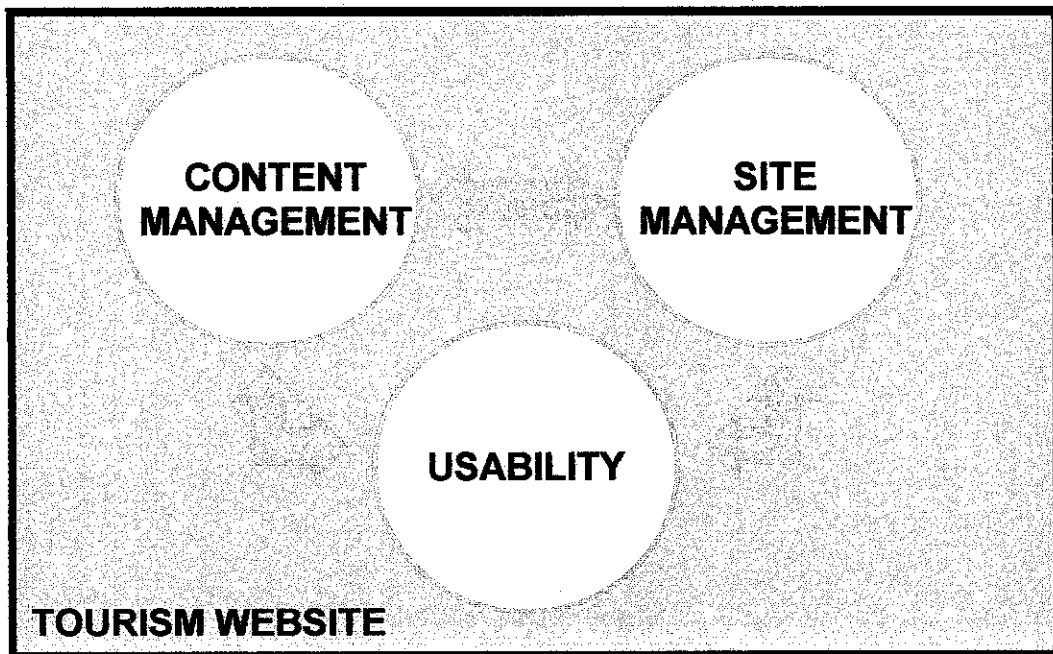 CONTENT
MANAGEMENT
SITE
MANAGEMENT
USABILITY
TOURISM WEBSITE